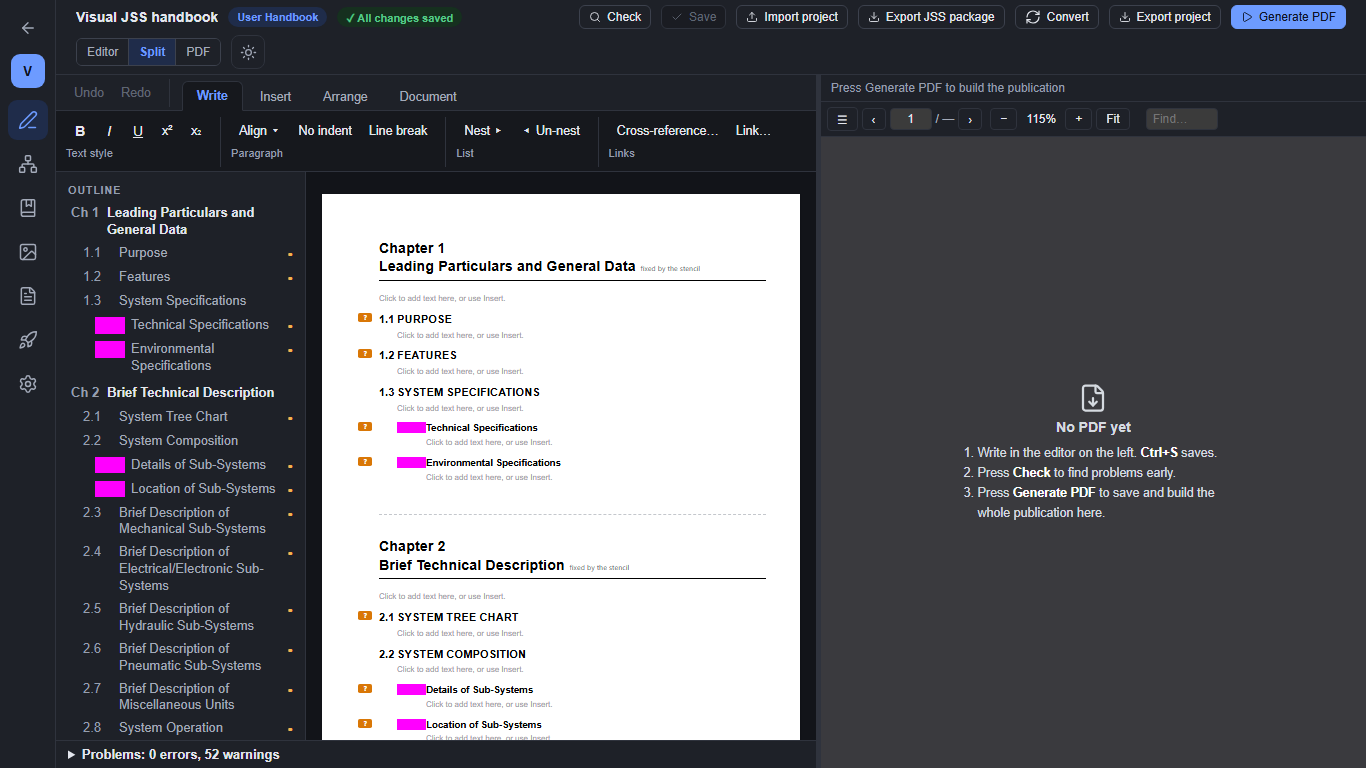 Visual JSS handbook User Handbook ✓ All changes saved Check Save Import project Export JSS package Convert Export project Generate PDF
V
Editor Split PDF
Undo Redo Write Insert Arrange Document
B I U x² x₂ Align No indent Line break Nest Un-nest Cross-reference... Link...
Text style Paragraph List Links
OUTLINE
Ch 1 Leading Particulars and
General Data
1.1 Purpose
1.2 Features
1.3 System Specifications
Technical Specifications
Environmental
Specifications
Ch 2 Brief Technical Description
2.1 System Tree Chart
2.2 System Composition
Details of Sub-Systems
Location of Sub-Systems
2.3 Brief Description of
Mechanical Sub-Systems
2.4 Brief Description of
Electrical/Electronic Sub-
Systems
2.5 Brief Description of
Hydraulic Sub-Systems
2.6 Brief Description of
Pneumatic Sub-Systems
2.7 Brief Description of
Miscellaneous Units
2.8 System Operation
Chapter 1
Leading Particulars and General Data fixed by the stencil
Click to add text here, or use Insert.
? 1.1 PURPOSE
Click to add text here, or use Insert.
? 1.2 FEATURES
Click to add text here, or use Insert.
1.3 SYSTEM SPECIFICATIONS
Click to add text here, or use Insert.
? Technical Specifications
Click to add text here, or use Insert.
? Environmental Specifications
Click to add text here, or use Insert.
Chapter 2
Brief Technical Description fixed by the stencil
Click to add text here, or use Insert.
? 2.1 SYSTEM TREE CHART
Click to add text here, or use Insert.
2.2 SYSTEM COMPOSITION
Click to add text here, or use Insert.
? Details of Sub-Systems
Click to add text here, or use Insert.
? Location of Sub-Systems
Click to add text here, or use Insert.
Press Generate PDF to build the publication
☰ ‹ 1 / — › − 115% + Fit Find...
No PDF yet
1. Write in the editor on the left. Ctrl+S saves.
2. Press Check to find problems early.
3. Press Generate PDF to save and build the
whole publication here.
Problems: 0 errors, 52 warnings